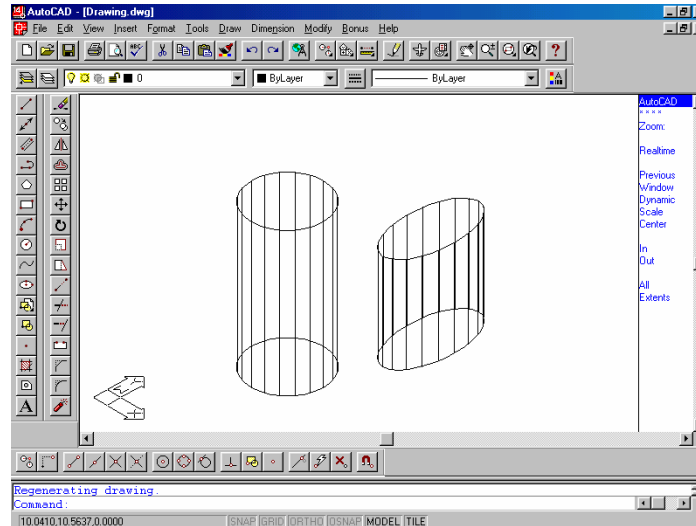 AutoCAD - [Drawing.dwg]
File Edit View Insert Format Tools Draw Dimension Modify Bonus Help
0 ByLayer ByLayer
AutoCAD
* * * *
Zoom:
Realtime
Previous
Window
Dynamic
Scale
Center
In
Out
All
Extents
Regenerating drawing.
Command:
10.0410,10.5637,0.0000 SNAP GRID ORTHO OSNAP MODEL TILE